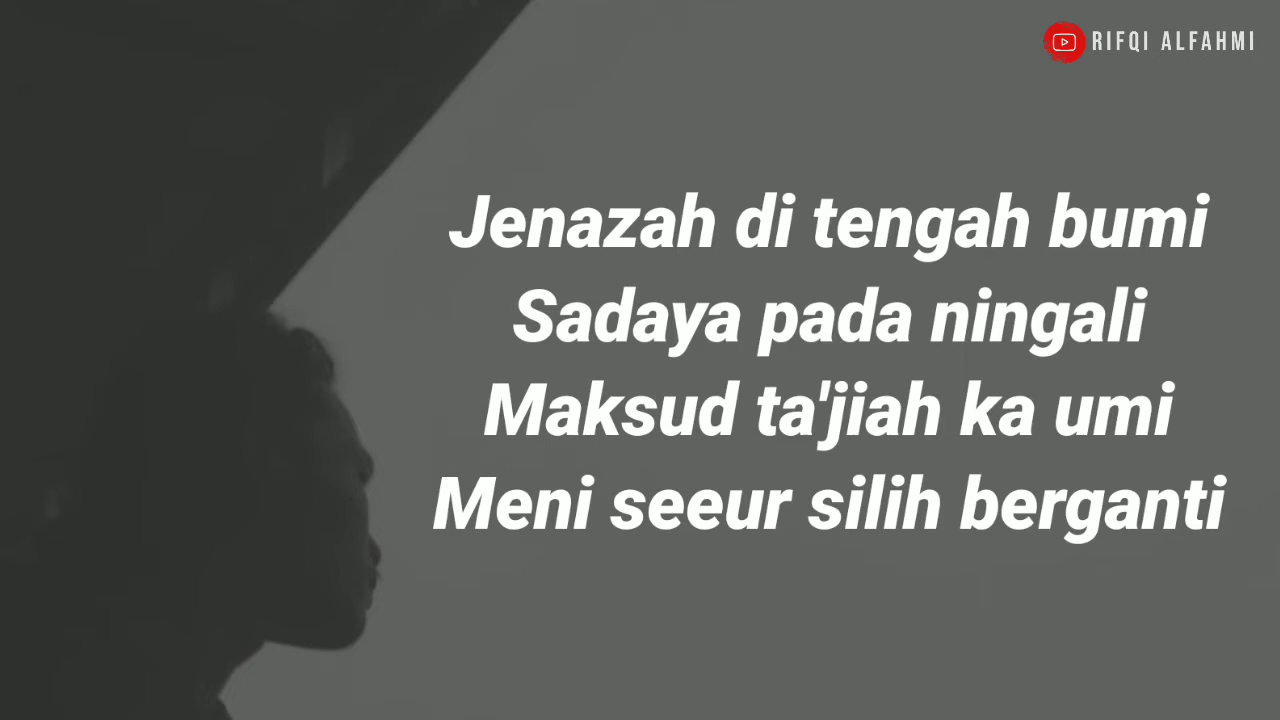 RIFQI ALFAHMI
Jenazah di tengah bumi
Sadaya pada ningali
Maksud ta'jiah ka umi
Meni seeur silih berganti